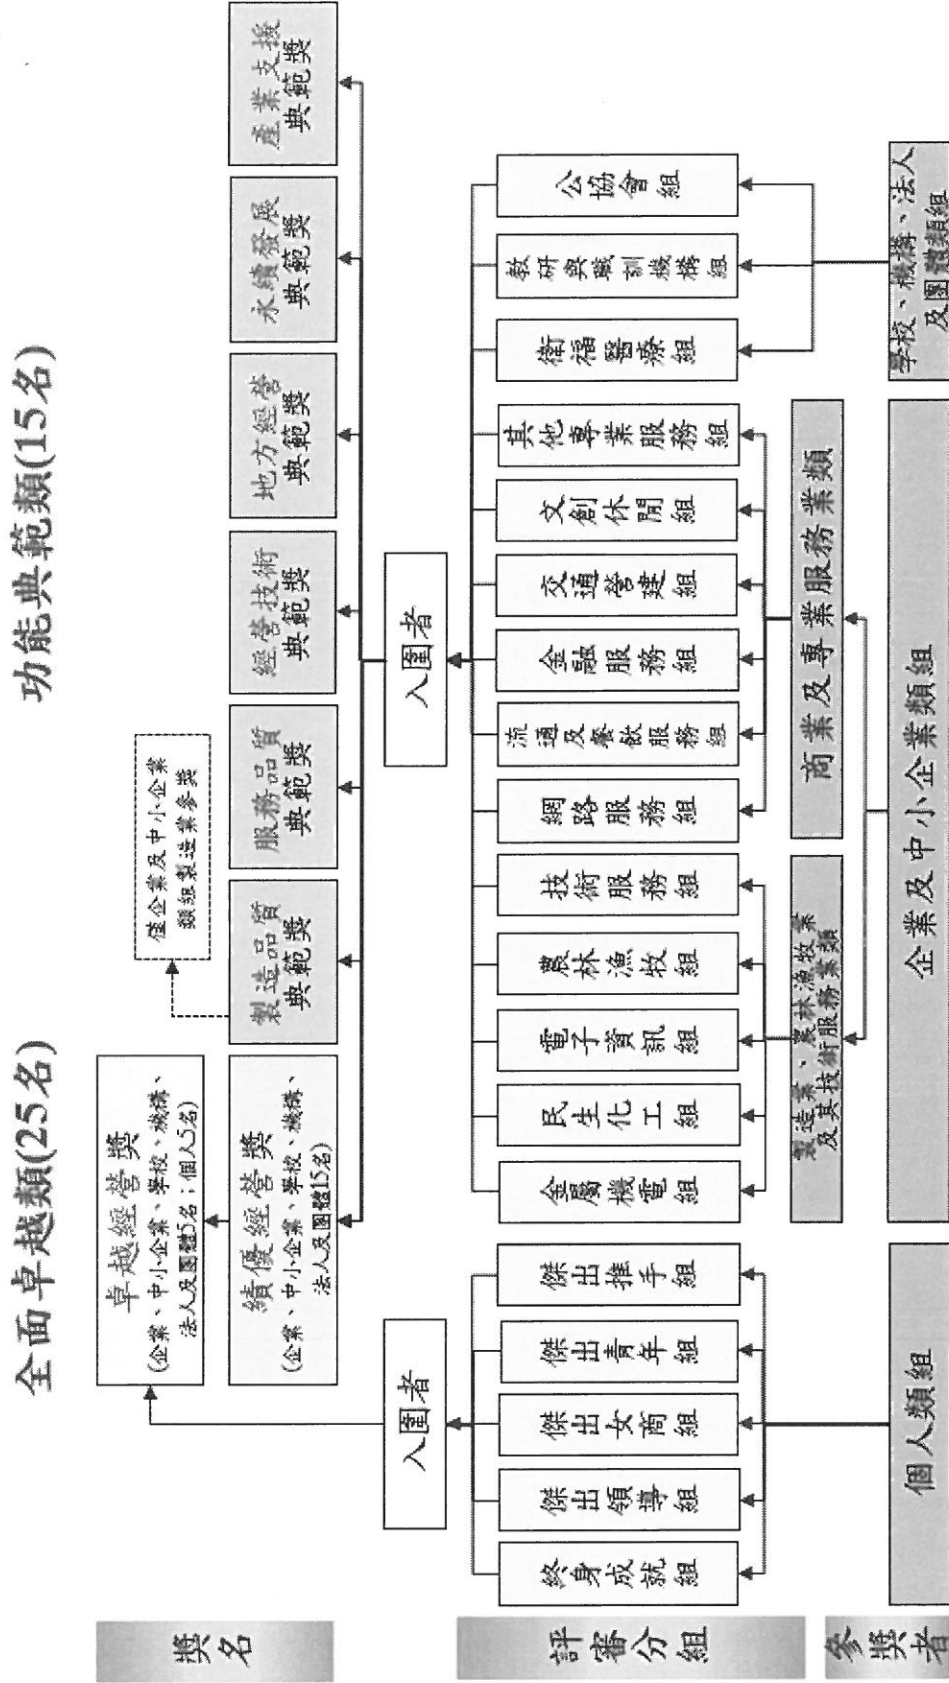 全面卓越類(25名)
功能典範類(15名)
獎名
卓越經營獎
(企業、中小企業、學校、機構、
法人及團體5名；個人5名)
績優經營獎
(企業、中小企業、學校、機構、
法人及團體15名)
僅企業及中小企業
類組製造業參獎
製造品質
典範獎
服務品質
典範獎
經營技術
典範獎
地方經營
典範獎
永續發展
典範獎
產業支援
典範獎
入圍者
入圍者
評審分組
終身成就組
傑出領導組
傑出女商組
傑出青年組
傑出推手組
金屬機電組
民生化工組
電子資訊組
農林漁牧組
技術服務組
網路服務組
流通及餐飲服務組
金融服務組
交通營建組
文創休閒組
其他專業服務組
衛福醫療組
教研與職訓機構組
公協會組
製造業、農林漁牧業
及其技術服務業類
商業及專業服務業類
參獎者
個人類組
企業及中小企業類組
學校、機構、法人
及團體類組